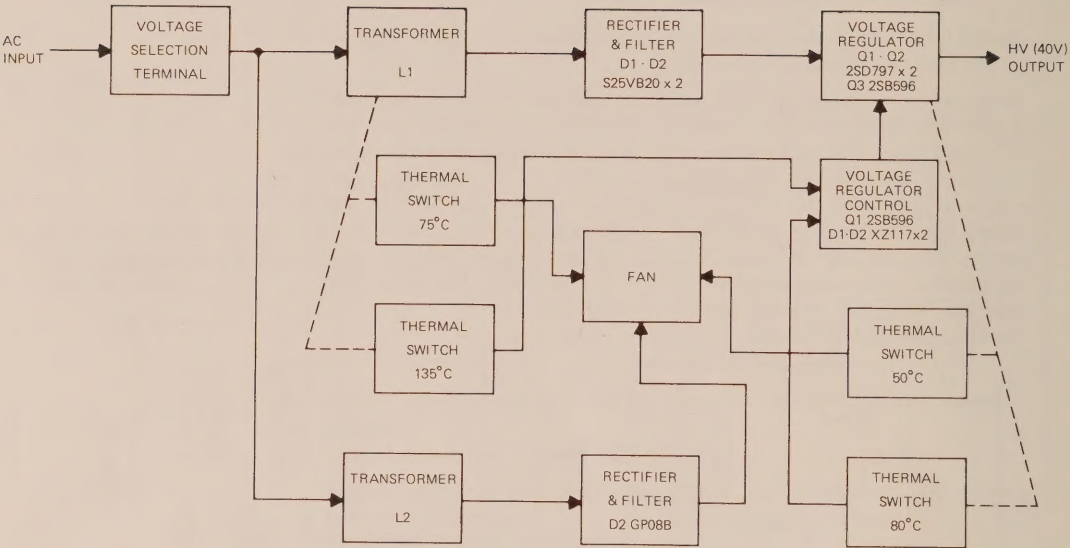 AC
INPUT
VOLTAGE
SELECTION
TERMINAL
TRANSFORMER
L1
RECTIFIER
& FILTER
D1 · D2
S25VB20 x 2
VOLTAGE
REGULATOR
Q1 · Q2
2SD797 x 2
Q3 2SB596
HV (40V)
OUTPUT
THERMAL
SWITCH
75°C
VOLTAGE
REGULATOR
CONTROL
Q1 2SB596
D1·D2 XZ117x2
FAN
THERMAL
SWITCH
135°C
THERMAL
SWITCH
50°C
TRANSFORMER
L2
RECTIFIER
& FILTER
D2 GP08B
THERMAL
SWITCH
80°C